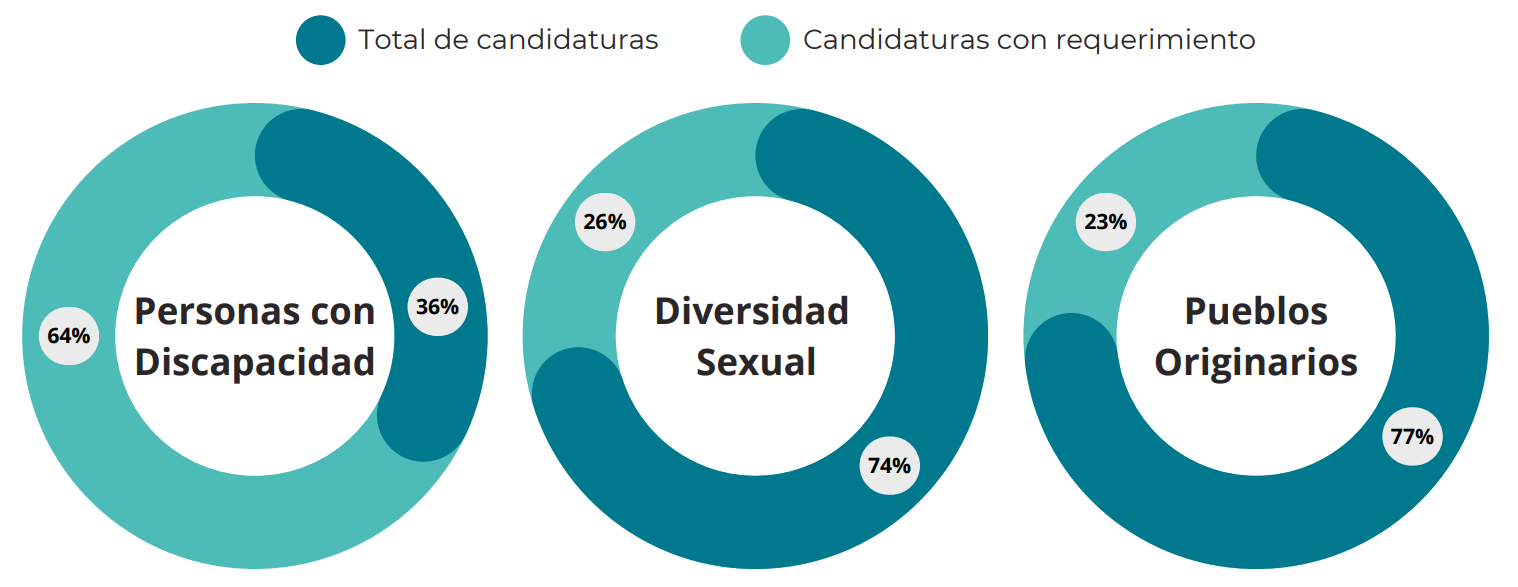 Total de candidaturas
Candidaturas con requerimiento
64%
Personas con
Discapacidad
36%
26%
Diversidad
Sexual
74%
23%
Pueblos
Originarios
77%